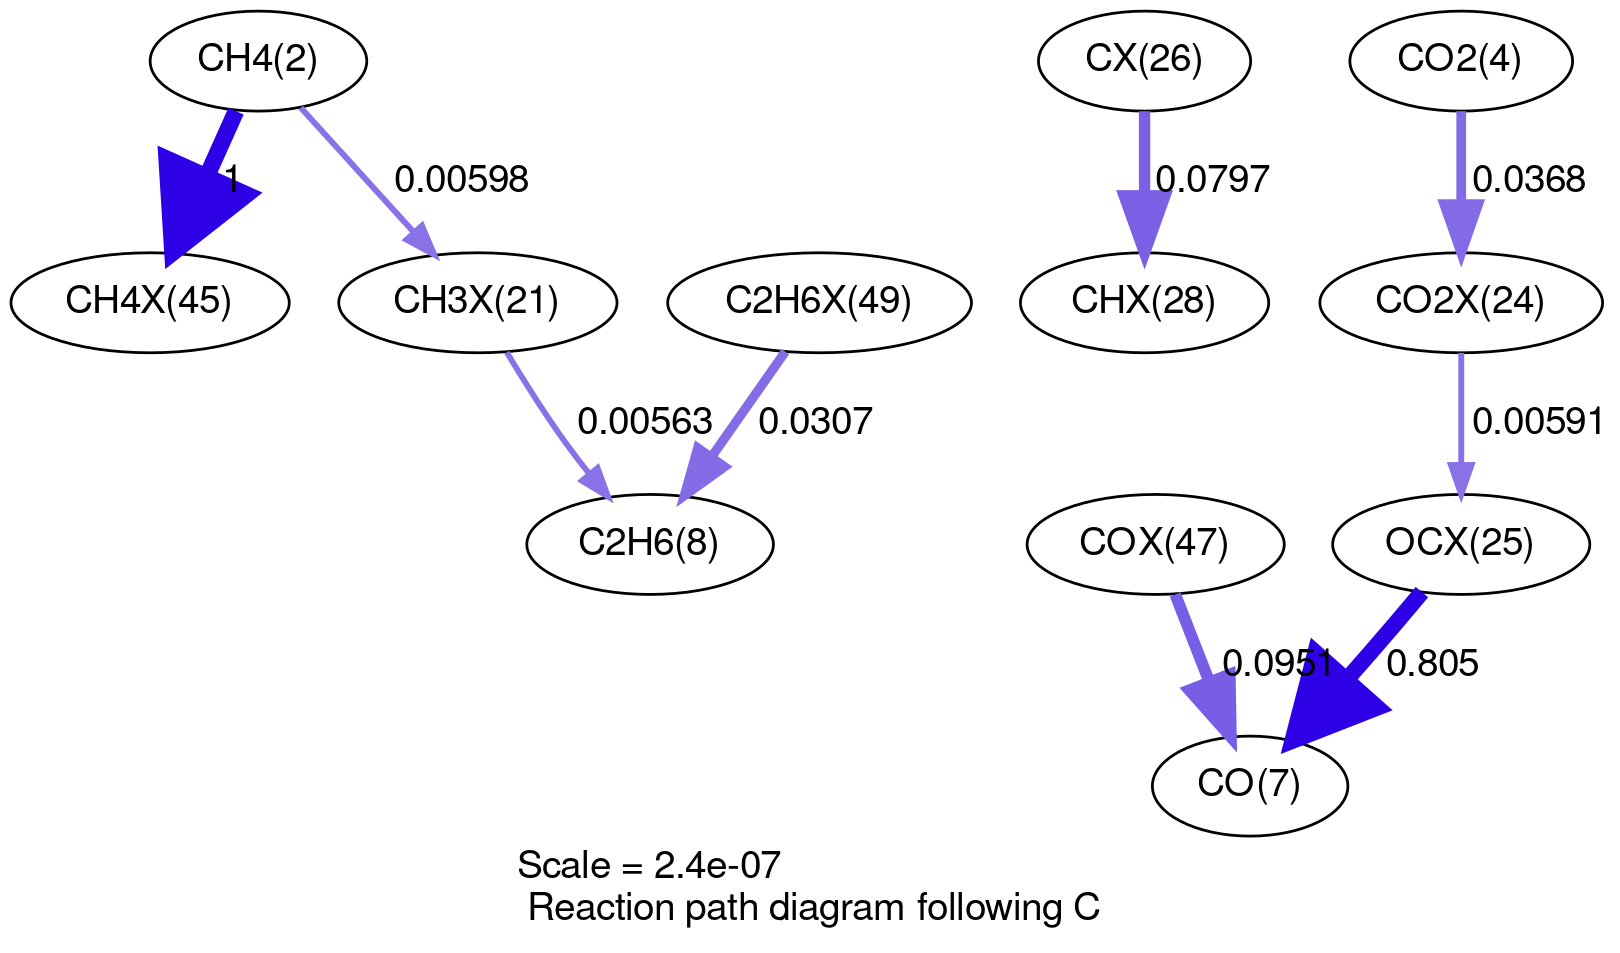 CH4(2)
CX(26)
CO2(4)
1
0.00598
0.0797
0.0368
CH4X(45)
CH3X(21)
C2H6X(49)
CHX(28)
CO2X(24)
0.00563
0.0307
0.00591
C2H6(8)
COX(47)
OCX(25)
0.0951
0.805
CO(7)
Scale = 2.4e-07
Reaction path diagram following C